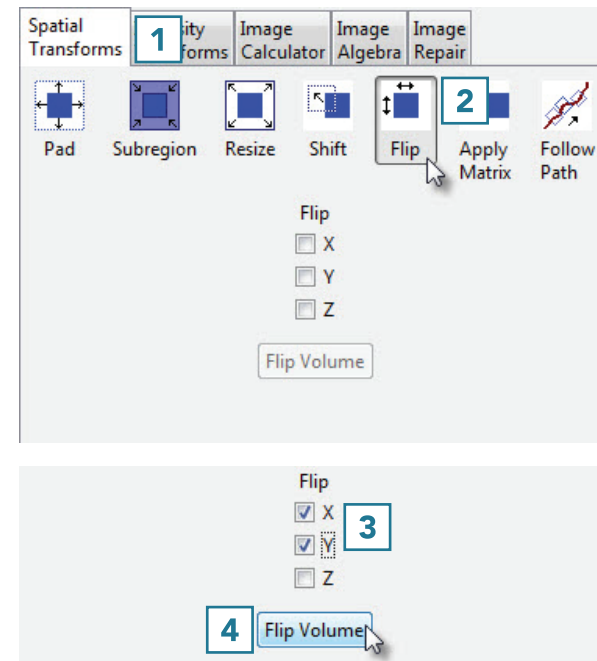 Spatial Transforms
1
sity forms
Image Calculator
Image Algebra
Image Repair
Pad
Subregion
Resize
Shift
Flip
2
Apply Matrix
Follow Path
Flip
X
Y
Z
Flip Volume
Flip
X
Y
3
Z
4
Flip Volume